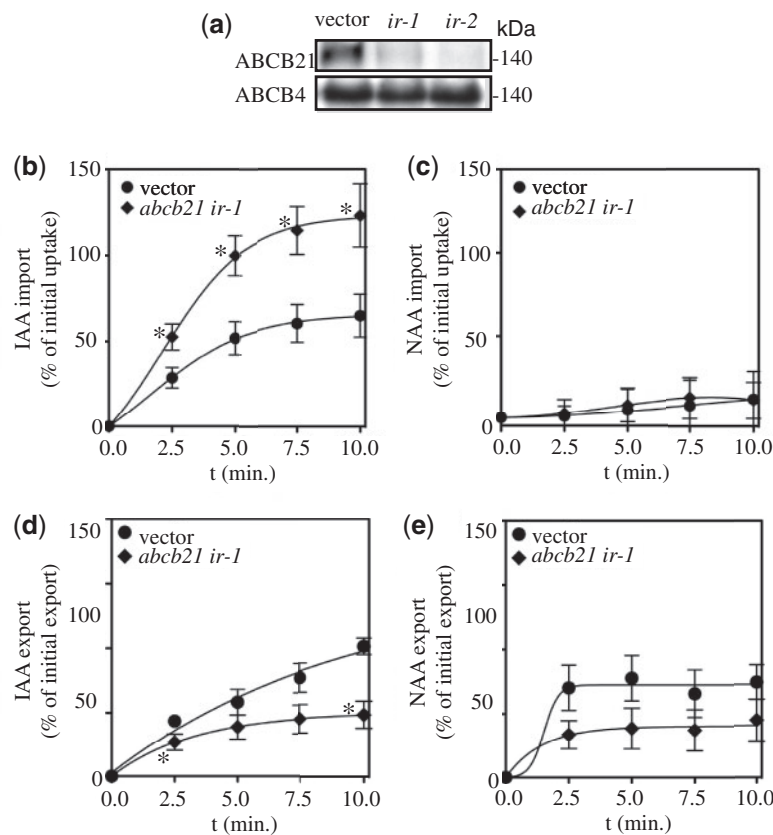 (a)
vector ir-1 ir-2 kDa
ABCB21 -140
ABCB4 -140
(b)
150
100
50
0
IAA import
(% of initial uptake)
vector
abcb21 ir-1
*
*
*
*
0.0 2.5 5.0 7.5 10.0
t (min.)
(c)
150
100
50
0
NAA import
(% of initial uptake)
vector
abcb21 ir-1
0.0 2.5 5.0 7.5 10.0
t (min.)
(d)
150
100
50
0
IAA export
(% of initial export)
vector
abcb21 ir-1
*
*
0.0 2.5 5.0 7.5 10.0
t (min.)
(e)
150
100
50
0
NAA export
(% of initial export)
vector
abcb21 ir-1
0.0 2.5 5.0 7.5 10.0
t (min.)